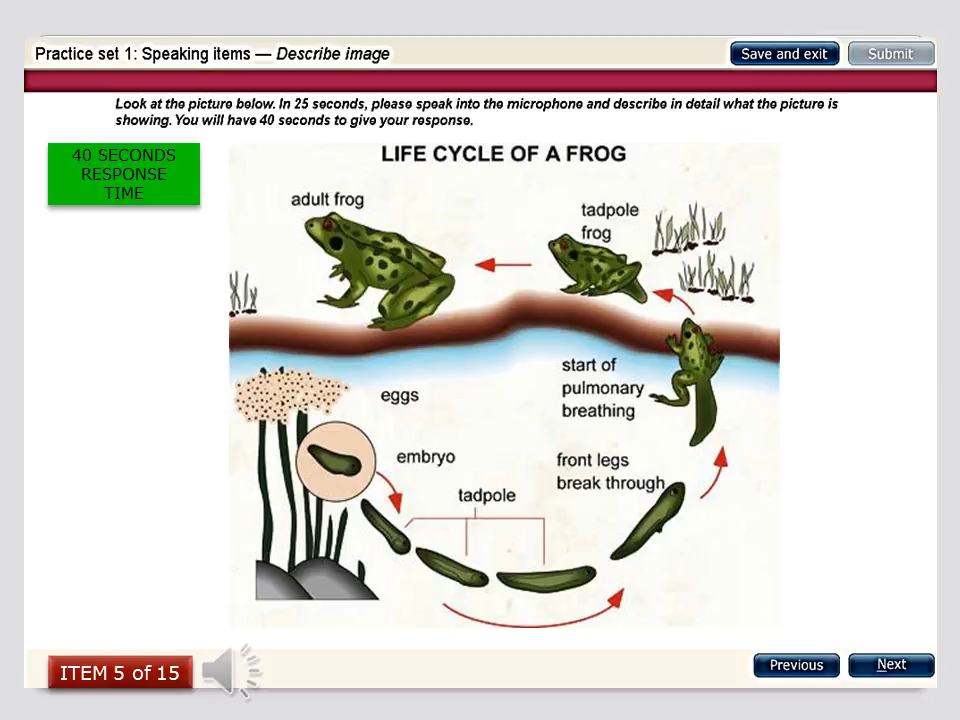 Practice set 1: Speaking items — Describe image
Save and exit
Submit
Look at the picture below. In 25 seconds, please speak into the microphone and describe in detail what the picture is
showing. You will have 40 seconds to give your response.
40 SECONDS
RESPONSE
TIME
LIFE CYCLE OF A FROG
adult frog
tadpole
frog
start of
pulmonary
breathing
eggs
embryo
front legs
break through
tadpole
ITEM 5 of 15
Previous
Next